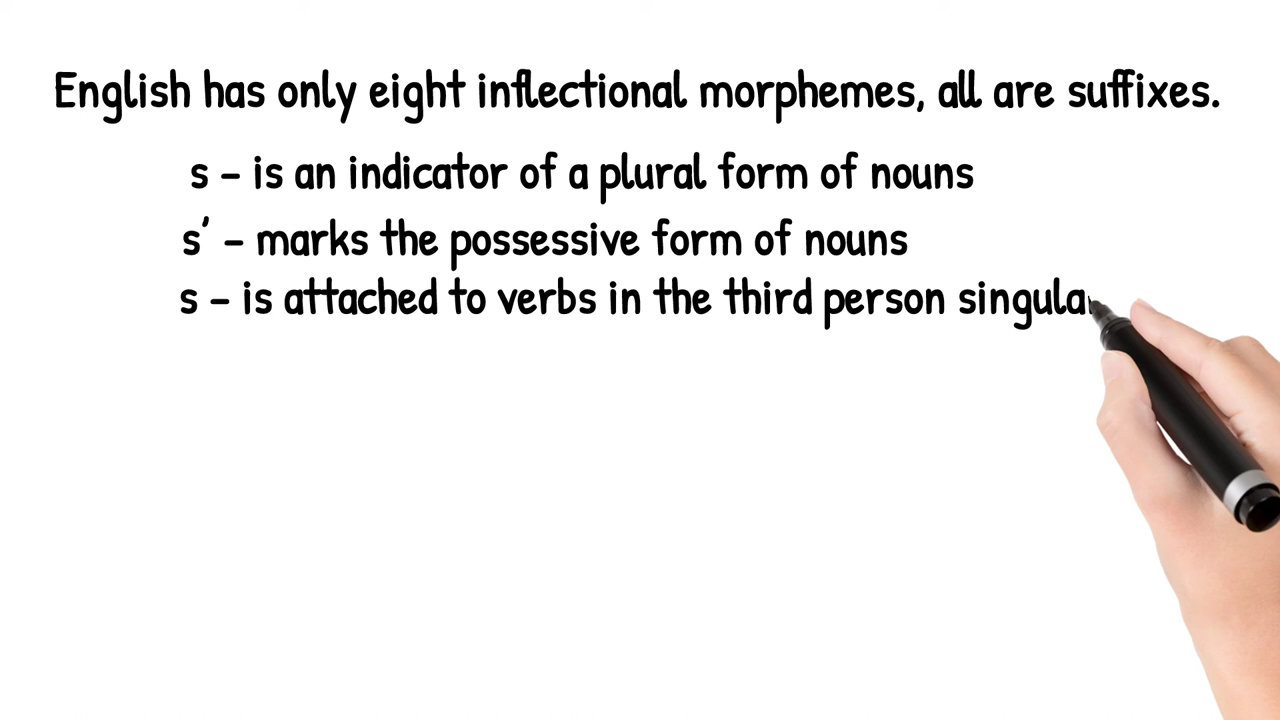 English has only eight inflectional morphemes, all are suffixes.
s – is an indicator of a plural form of nouns
s’ – marks the possessive form of nouns
s – is attached to verbs in the third person singular